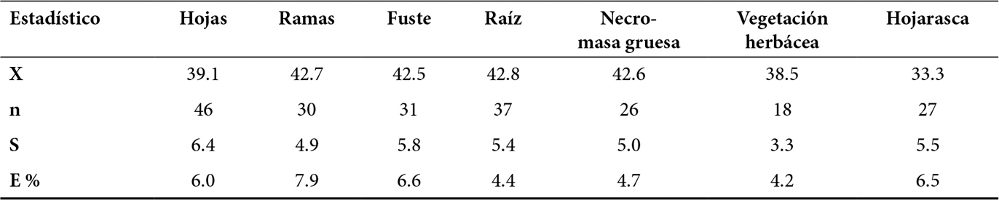 Estadístico Hojas Ramas Fuste Raíz Necro-masa gruesa Vegetación herbácea Hojarasca
X 39.1 42.7 42.5 42.8 42.6 38.5 33.3
n 46 30 31 37 26 18 27
S 6.4 4.9 5.8 5.4 5.0 3.3 5.5
E % 6.0 7.9 6.6 4.4 4.7 4.2 6.5